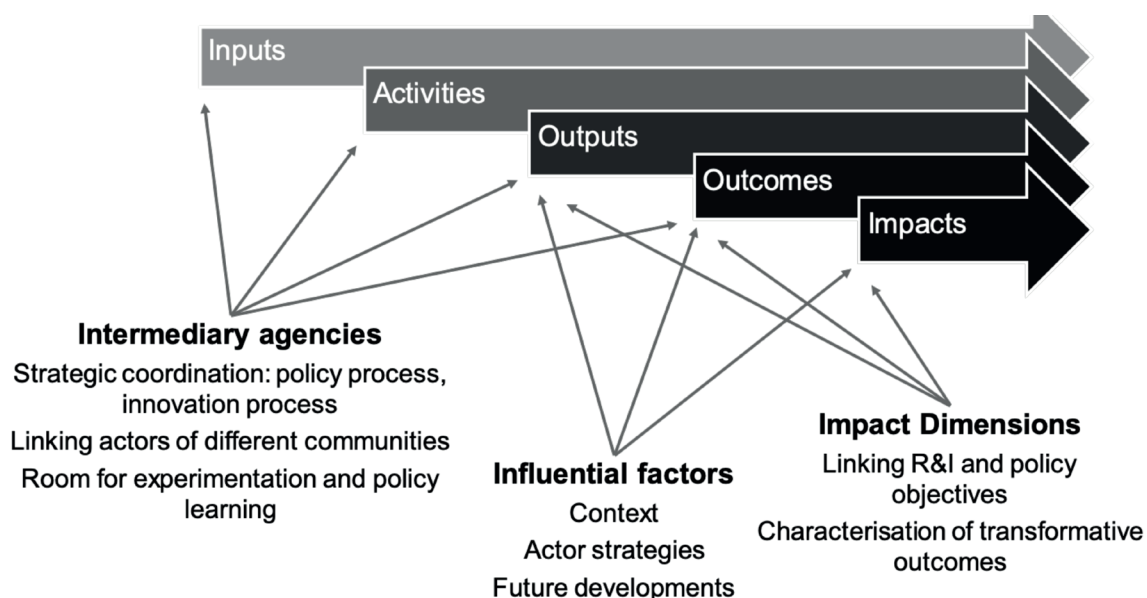 Inputs
Activities
Outputs
Outcomes
Impacts
Intermediary agencies
Strategic coordination: policy process,
innovation process
Linking actors of different communities
Room for experimentation and policy
learning
Influential factors
Context
Actor strategies
Future developments
Impact Dimensions
Linking R&I and policy
objectives
Characterisation of transformative
outcomes